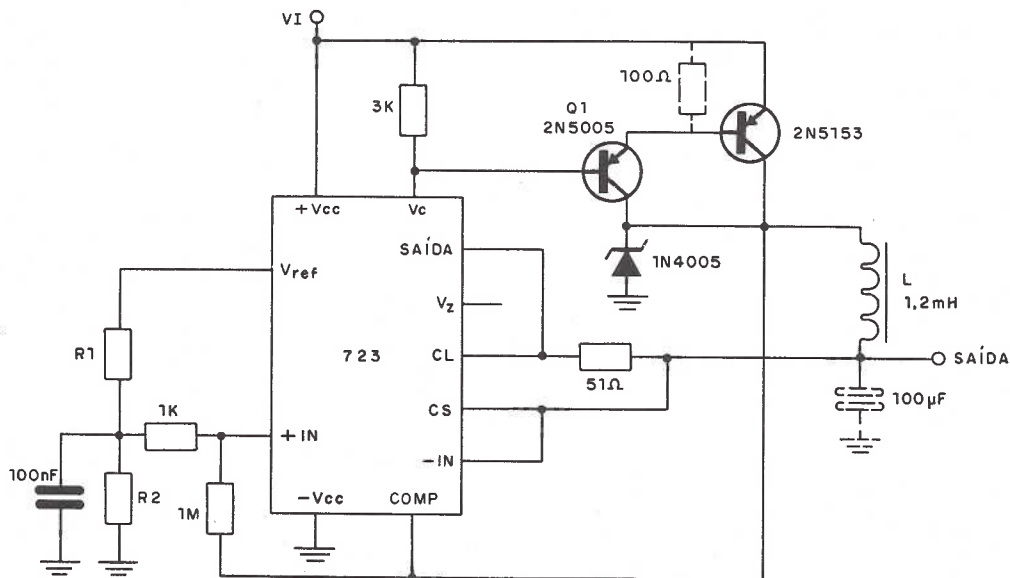 VI
100Ω
3K
Q1
2N5005
2N5153
+Vcc
Vc
SAÍDA
Vref
1N4005
L
1,2mH
Vz
R1
723
CL
51Ω
SAÍDA
CS
100µF
1K
+IN
-IN
100nF
R2
1M
-Vcc
COMP